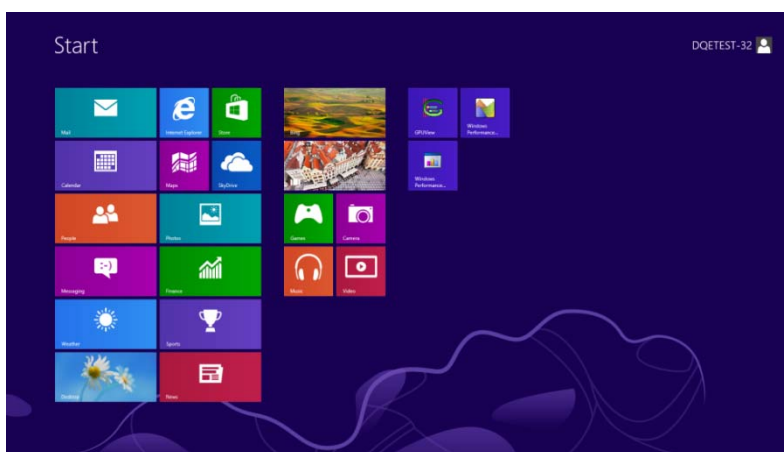 Start
DQETEST-32
Mail
Internet Explorer
Store
Calendar
Maps
SkyDrive
People
Photos
Messaging
Finance
Weather
Sports
Desktop
News
Games
Camera
Music
Video
GPUView
Windows
Performance...
Windows
Performance...